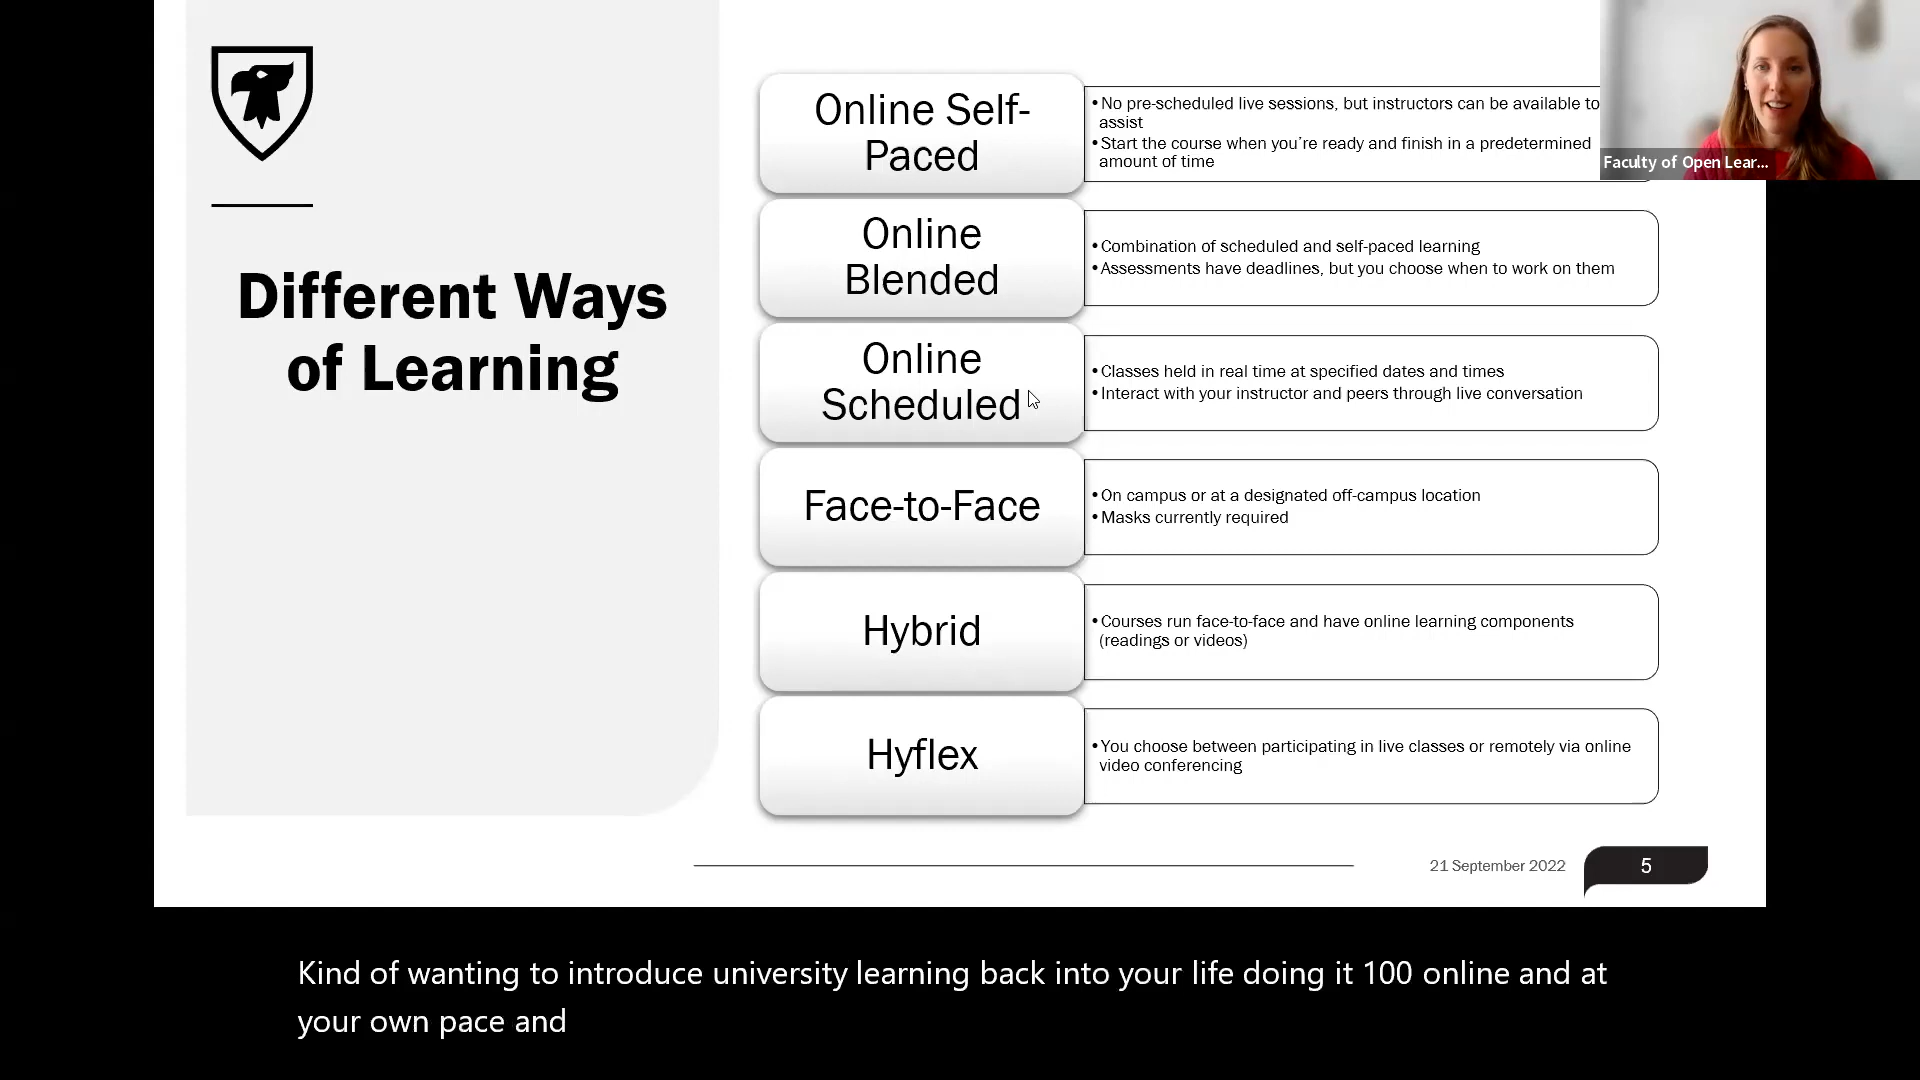 Different Ways
of Learning
Online Self-
Paced
•No pre-scheduled live sessions, but instructors can be available to
assist
•Start the course when you're ready and finish in a predetermined
amount of time
Faculty of Open Lear...
Online
Blended
•Combination of scheduled and self-paced learning
•Assessments have deadlines, but you choose when to work on them
Online
Scheduled
•Classes held in real time at specified dates and times
•Interact with your instructor and peers through live conversation
Face-to-Face
•On campus or at a designated off-campus location
•Masks currently required
Hybrid
•Courses run face-to-face and have online learning components
(readings or videos)
Hyflex
•You choose between participating in live classes or remotely via online
video conferencing
21 September 2022
5
Kind of wanting to introduce university learning back into your life doing it 100 online and at
your own pace and